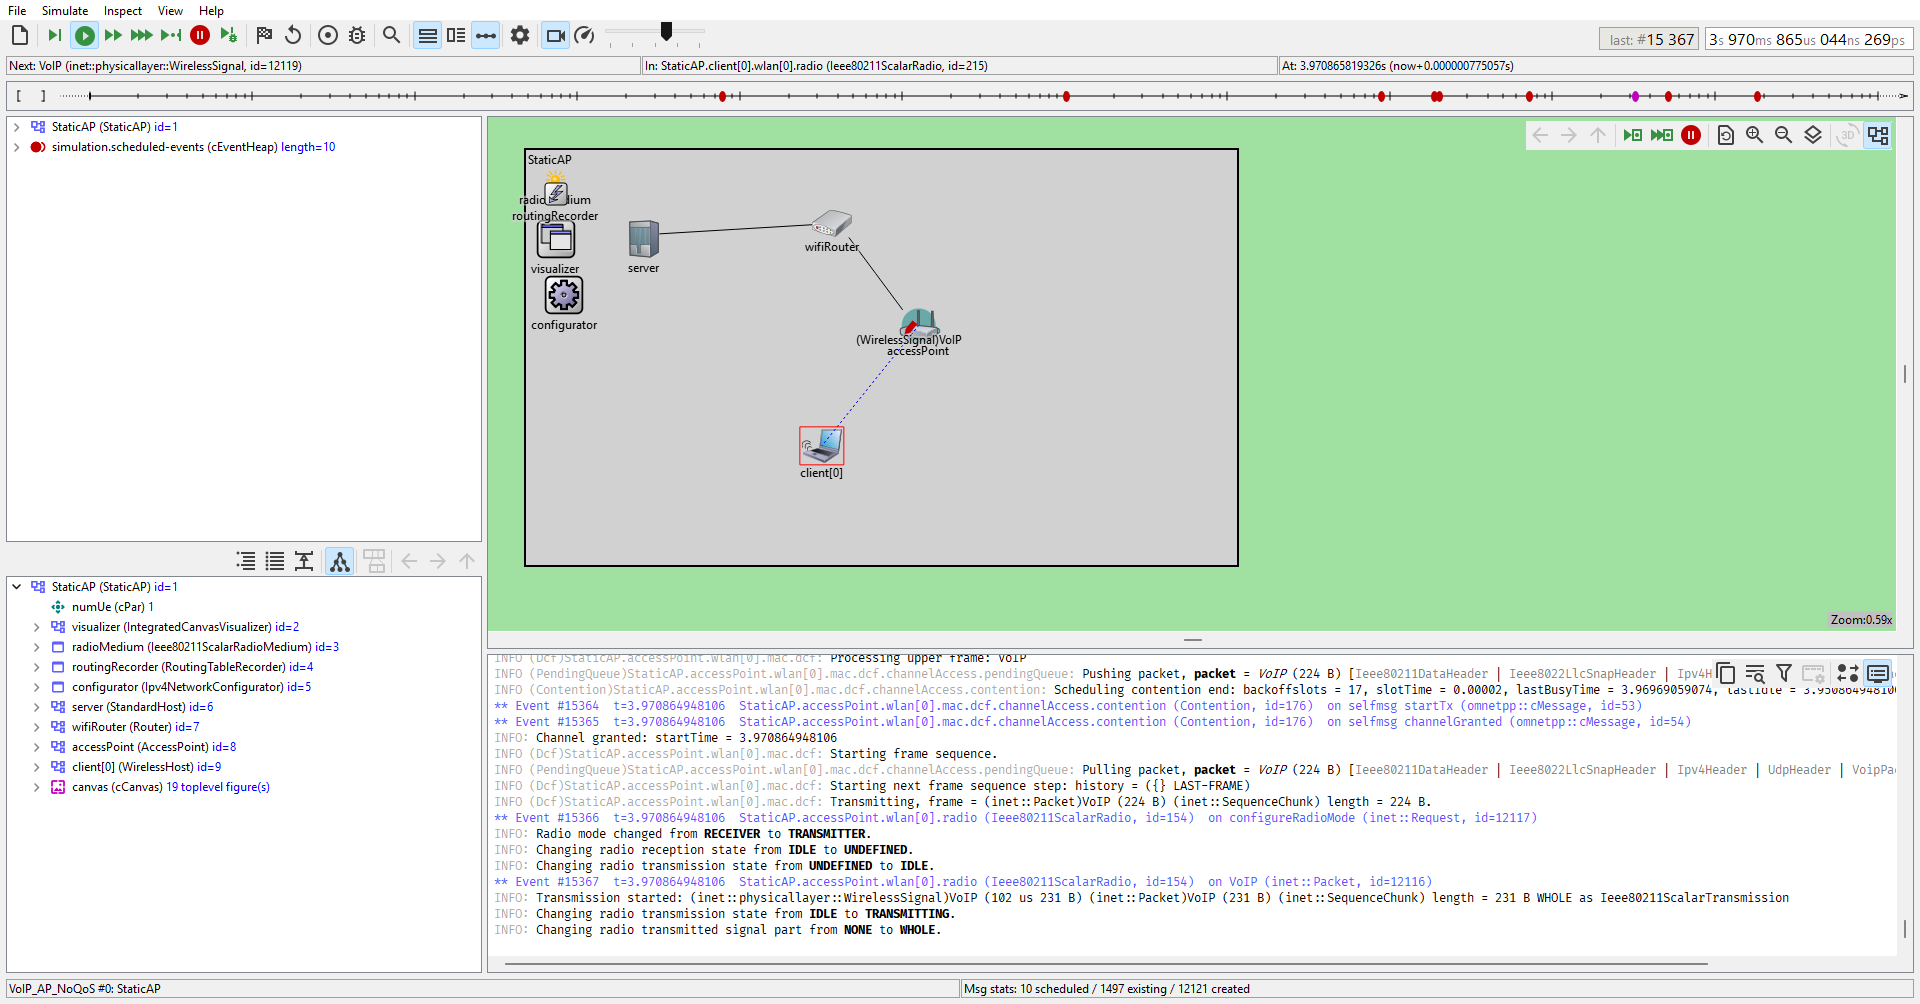 File Simulate Inspect View Help
last: #15 367 3s 970ms 865us 044ns 269ps
Next: VoIP (inet::physicallayer::WirelessSignal, id=12119) In: StaticAP.client[0].wlan[0].radio (Ieee80211ScalarRadio, id=215) At: 3.970865819326s (now+0.000000775057s)
[ ]
StaticAP (StaticAP) id=1
simulation.scheduled-events (cEventHeap) length=10
3D
StaticAP
routingRecorder
visualizer
configurator
server
wifiRouter
(WirelessSignal)VoIP
accessPoint
client[0]
Zoom:0.59x
StaticAP (StaticAP) id=1
numUe (cPar) 1
visualizer (IntegratedCanvasVisualizer) id=2
radioMedium (Ieee80211ScalarRadioMedium) id=3
routingRecorder (RoutingTableRecorder) id=4
configurator (Ipv4NetworkConfigurator) id=5
server (StandardHost) id=6
wifiRouter (Router) id=7
accessPoint (AccessPoint) id=8
client[0] (WirelessHost) id=9
canvas (cCanvas) 19 toplevel figure(s)
INFO (Dcf)StaticAP.accessPoint.wlan[0].mac.dcf: Processing upper frame: VoIP
INFO (PendingQueue)StaticAP.accessPoint.wlan[0].mac.dcf.channelAccess.pendingQueue: Pushing packet, packet = VoIP (224 B) [Ieee80211DataHeader | Ieee8022LlcSnapHeader | Ipv4H
INFO (Contention)StaticAP.accessPoint.wlan[0].mac.dcf.channelAccess.contention: Scheduling contention end: backoffslots = 17, slotTime = 0.00002, lastBusyTime = 3.96969059074, lastIdle = 3.950864948106
** Event #15364 t=3.970864948106 StaticAP.accessPoint.wlan[0].mac.dcf.channelAccess.contention (Contention, id=176) on selfmsg startTx (omnetpp::cMessage, id=53)
** Event #15365 t=3.970864948106 StaticAP.accessPoint.wlan[0].mac.dcf.channelAccess.contention (Contention, id=176) on selfmsg channelGranted (omnetpp::cMessage, id=54)
INFO: Channel granted: startTime = 3.970864948106
INFO (Dcf)StaticAP.accessPoint.wlan[0].mac.dcf: Starting frame sequence.
INFO (PendingQueue)StaticAP.accessPoint.wlan[0].mac.dcf.channelAccess.pendingQueue: Pulling packet, packet = VoIP (224 B) [Ieee80211DataHeader | Ieee8022LlcSnapHeader | Ipv4Header | UdpHeader | VoipPa
INFO (Dcf)StaticAP.accessPoint.wlan[0].mac.dcf: Starting next frame sequence step: history = ({} LAST-FRAME)
INFO (Dcf)StaticAP.accessPoint.wlan[0].mac.dcf: Transmitting, frame = (inet::Packet)VoIP (224 B) (inet::SequenceChunk) length = 224 B.
** Event #15366 t=3.970864948106 StaticAP.accessPoint.wlan[0].radio (Ieee80211ScalarRadio, id=154) on configureRadioMode (inet::Request, id=12117)
INFO: Radio mode changed from RECEIVER to TRANSMITTER.
INFO: Changing radio reception state from IDLE to UNDEFINED.
INFO: Changing radio transmission state from UNDEFINED to IDLE.
** Event #15367 t=3.970864948106 StaticAP.accessPoint.wlan[0].radio (Ieee80211ScalarRadio, id=154) on VoIP (inet::Packet, id=12116)
INFO: Transmission started: (inet::physicallayer::WirelessSignal)VoIP (102 us 231 B) (inet::Packet)VoIP (231 B) (inet::SequenceChunk) length = 231 B WHOLE as Ieee80211ScalarTransmission
INFO: Changing radio transmission state from IDLE to TRANSMITTING.
INFO: Changing radio transmitted signal part from NONE to WHOLE.
VoIP_AP_NoQoS #0: StaticAP Msg stats: 10 scheduled / 1497 existing / 12121 created